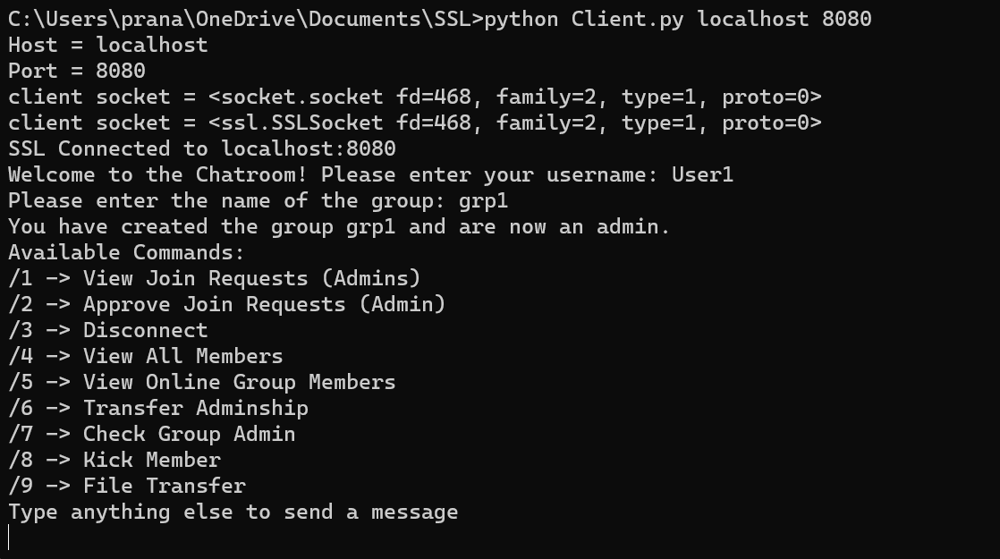 C:\Users\prana\OneDrive\Documents\SSL>python Client.py localhost 8080
Host = localhost
Port = 8080
client socket = <socket.socket fd=468, family=2, type=1, proto=0>
client socket = <ssl.SSLSocket fd=468, family=2, type=1, proto=0>
SSL Connected to localhost:8080
Welcome to the Chatroom! Please enter your username: User1
Please enter the name of the group: grp1
You have created the group grp1 and are now an admin.
Available Commands:
/1 -> View Join Requests (Admins)
/2 -> Approve Join Requests (Admin)
/3 -> Disconnect
/4 -> View All Members
/5 -> View Online Group Members
/6 -> Transfer Adminship
/7 -> Check Group Admin
/8 -> Kick Member
/9 -> File Transfer
Type anything else to send a message